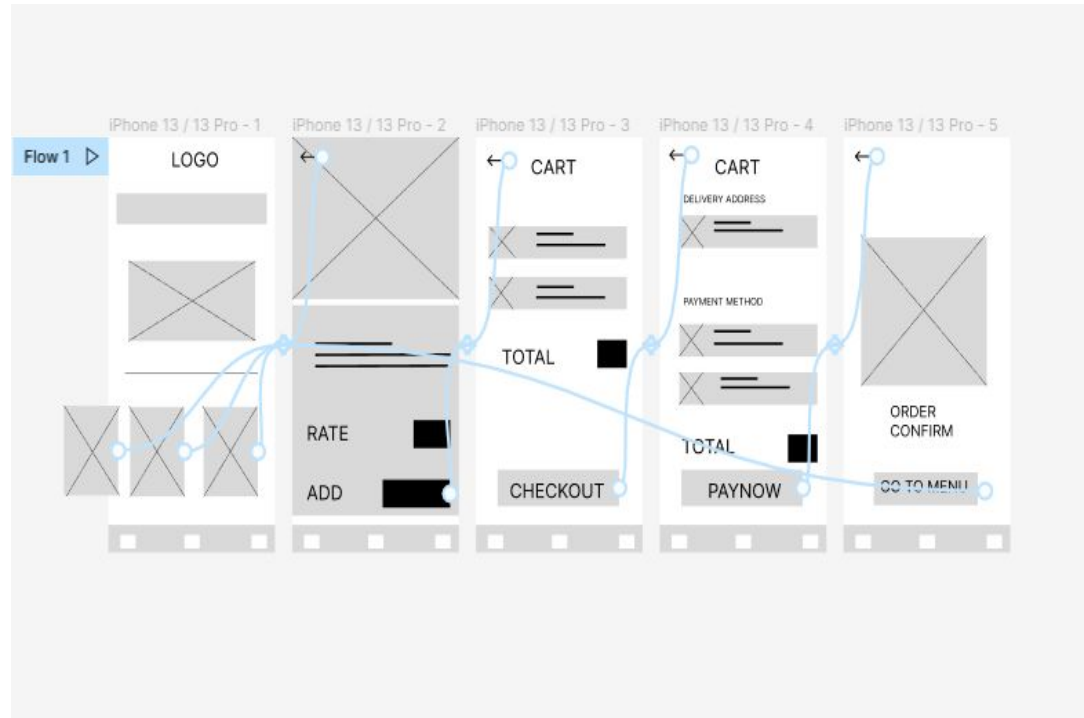 iPhone 13 / 13 Pro - 1
iPhone 13 / 13 Pro - 2
iPhone 13 / 13 Pro - 3
iPhone 13 / 13 Pro - 4
iPhone 13 / 13 Pro - 5
Flow 1
LOGO
RATE
ADD
CART
TOTAL
CHECKOUT
CART
DELIVERY ADDRESS
PAYMENT METHOD
TOTAL
PAYNOW
ORDER
CONFIRM
GO TO MENU